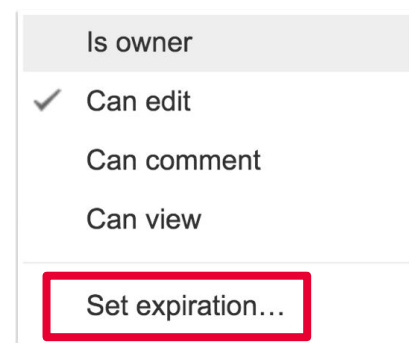 Is owner
Can edit
Can comment
Can view
Set expiration...